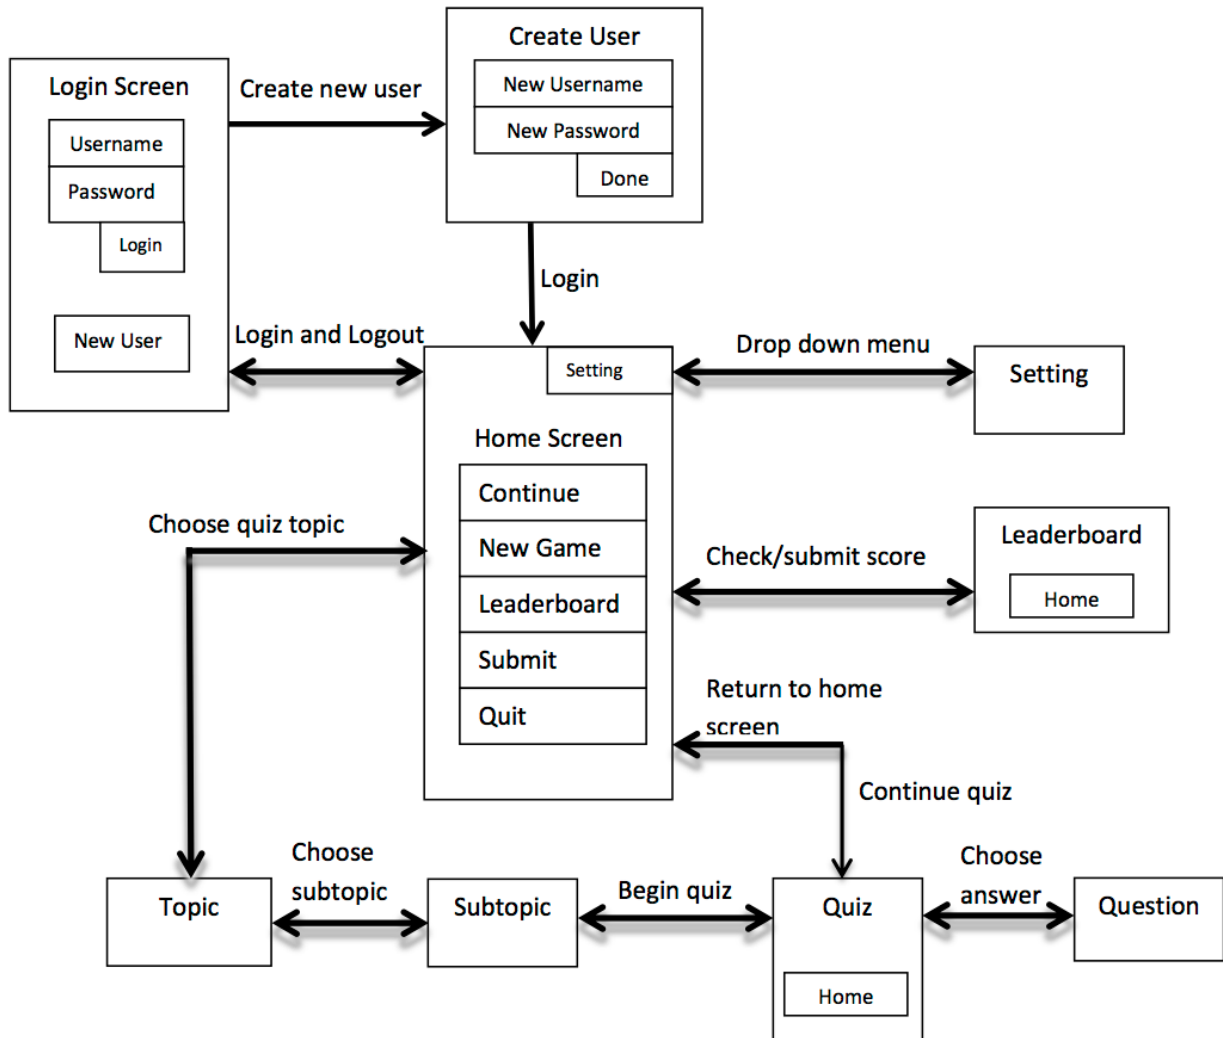 Create User
New Username
New Password
Done
Login Screen
Username
Password
Login
New User
Create new user
Login
Login and Logout
Setting
Drop down menu
Setting
Home Screen
Continue
New Game
Leaderboard
Submit
Quit
Choose quiz topic
Check/submit score
Leaderboard
Home
Return to home
screen
Continue quiz
Topic
Choose
subtopic
Subtopic
Begin quiz
Quiz
Home
Choose
answer
Question